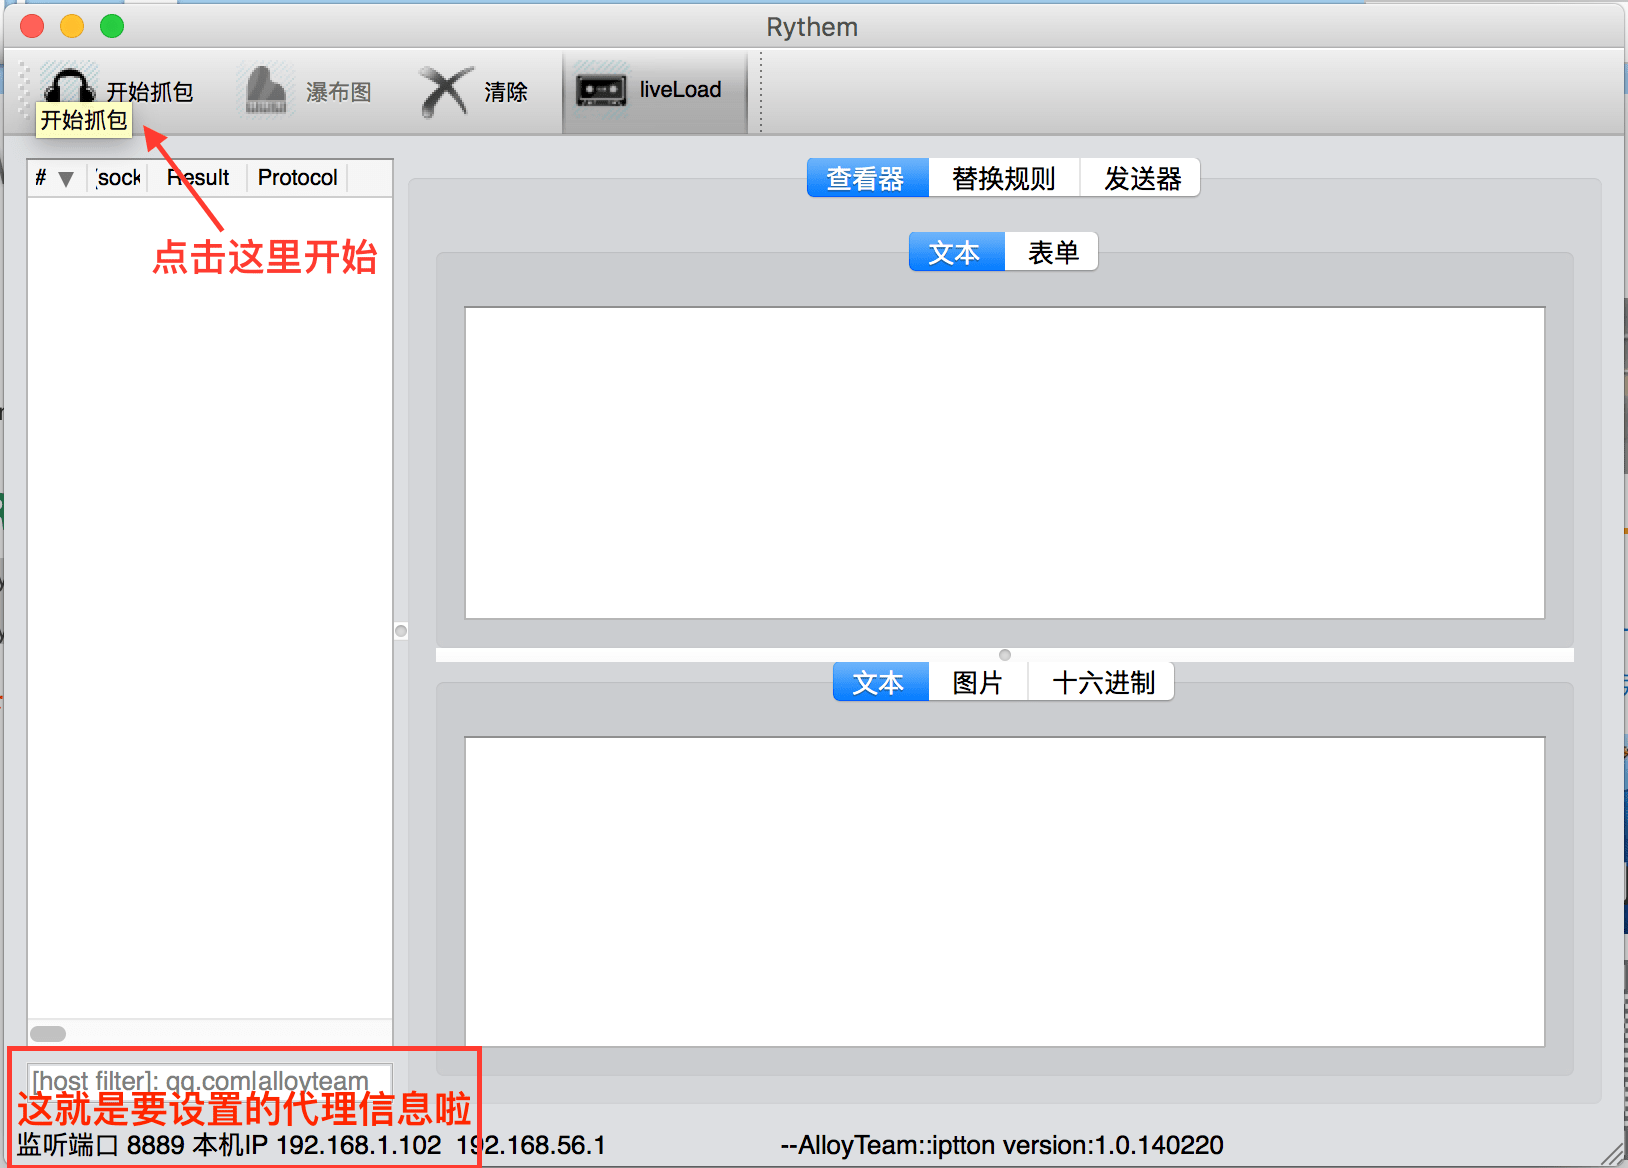 Rythem
开始抓包 瀑布图 清除 liveLoad
开始抓包
# sock Result Protocol
点击这里开始
查看器 替换规则 发送器
文本 表单
文本 图片 十六进制
[host filter]: qq.com|alloyteam
这就是要设置的代理信息啦
监听端口 8889 本机IP 192.168.1.102 192.168.56.1 --AlloyTeam::iptton version:1.0.140220